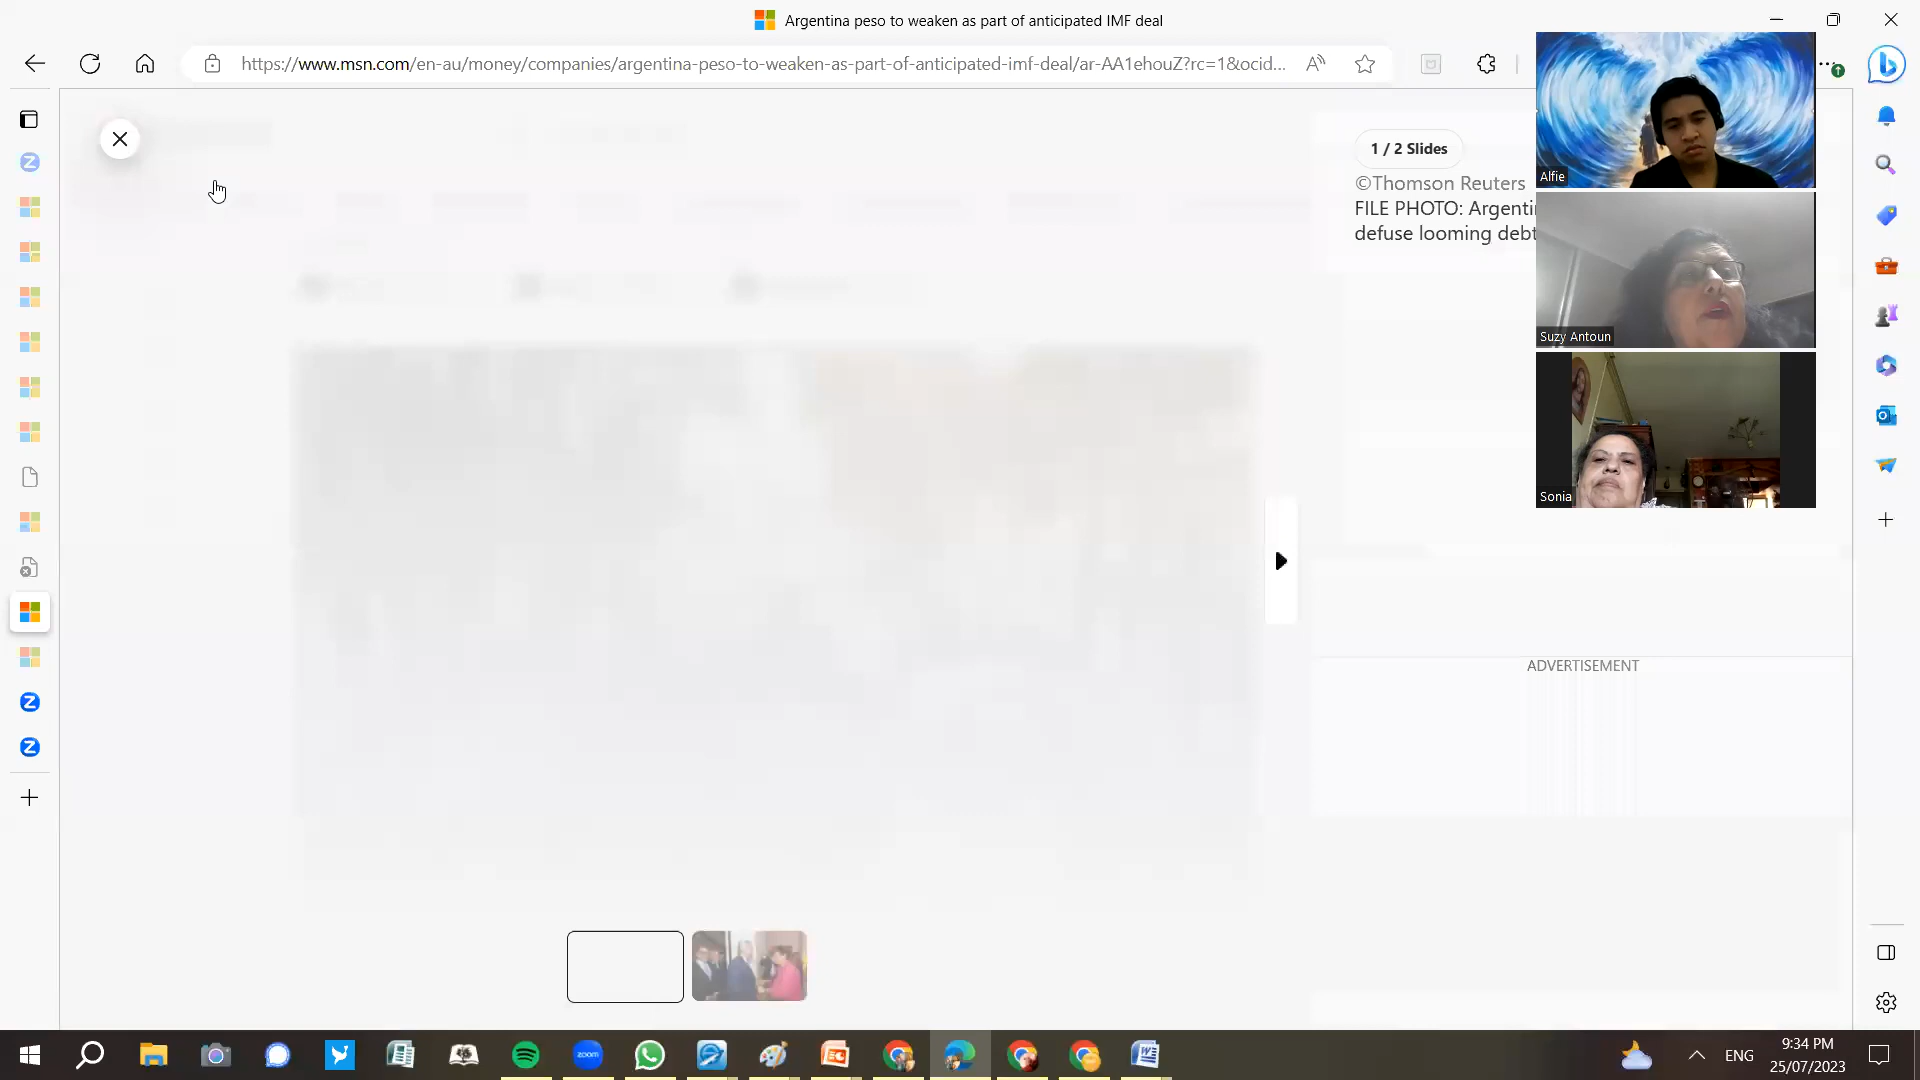 Argentina peso to weaken as part of anticipated IMF deal
https://www.msn.com/en-au/money/companies/argentina-peso-to-weaken-as-part-of-anticipated-imf-deal/ar-AA1ehouZ?rc=1&ocid...
1 / 2 Slides
©Thomson Reuters
FILE PHOTO: Argenti
defuse looming debt
Alfie
Suzy Antoun
Sonia
ADVERTISEMENT
zoom
ENG
9:34 PM
25/07/2023